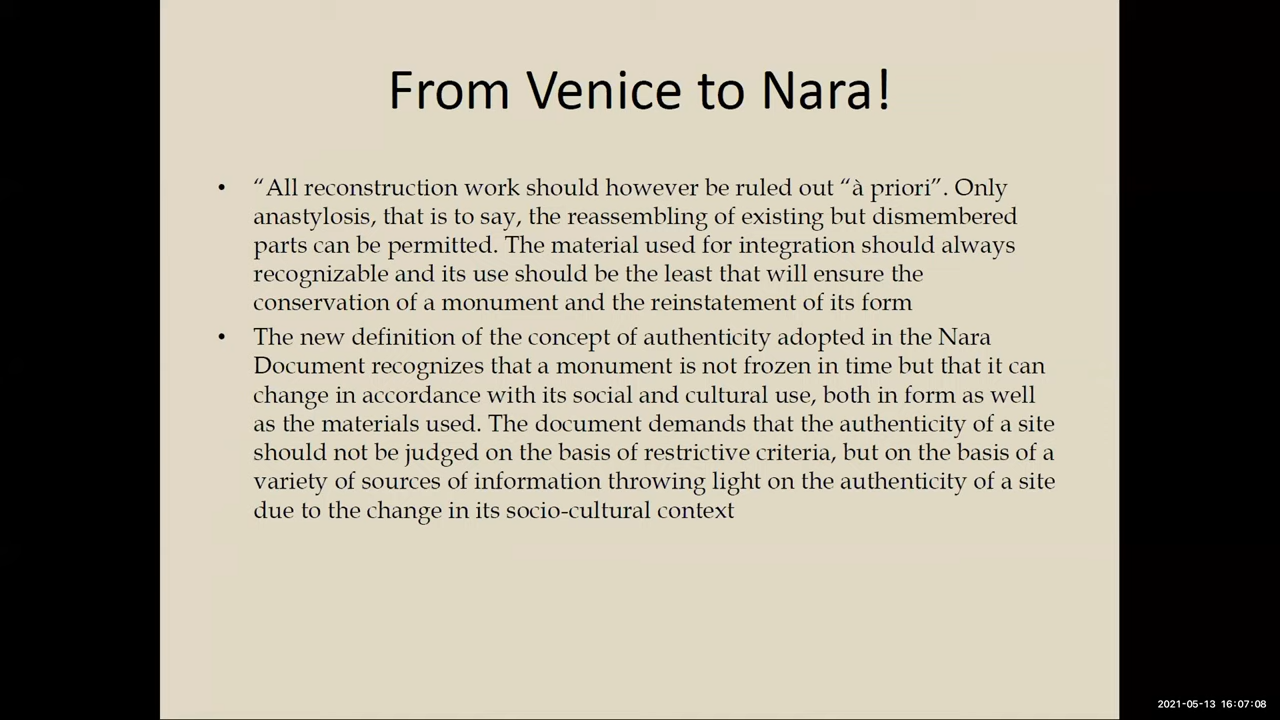 From Venice to Nara!
• “All reconstruction work should however be ruled out “à priori”. Only
anastylosis, that is to say, the reassembling of existing but dismembered
parts can be permitted. The material used for integration should always
recognizable and its use should be the least that will ensure the
conservation of a monument and the reinstatement of its form
• The new definition of the concept of authenticity adopted in the Nara
Document recognizes that a monument is not frozen in time but that it can
change in accordance with its social and cultural use, both in form as well
as the materials used. The document demands that the authenticity of a site
should not be judged on the basis of restrictive criteria, but on the basis of a
variety of sources of information throwing light on the authenticity of a site
due to the change in its socio-cultural context
2021-05-13 16:07:08